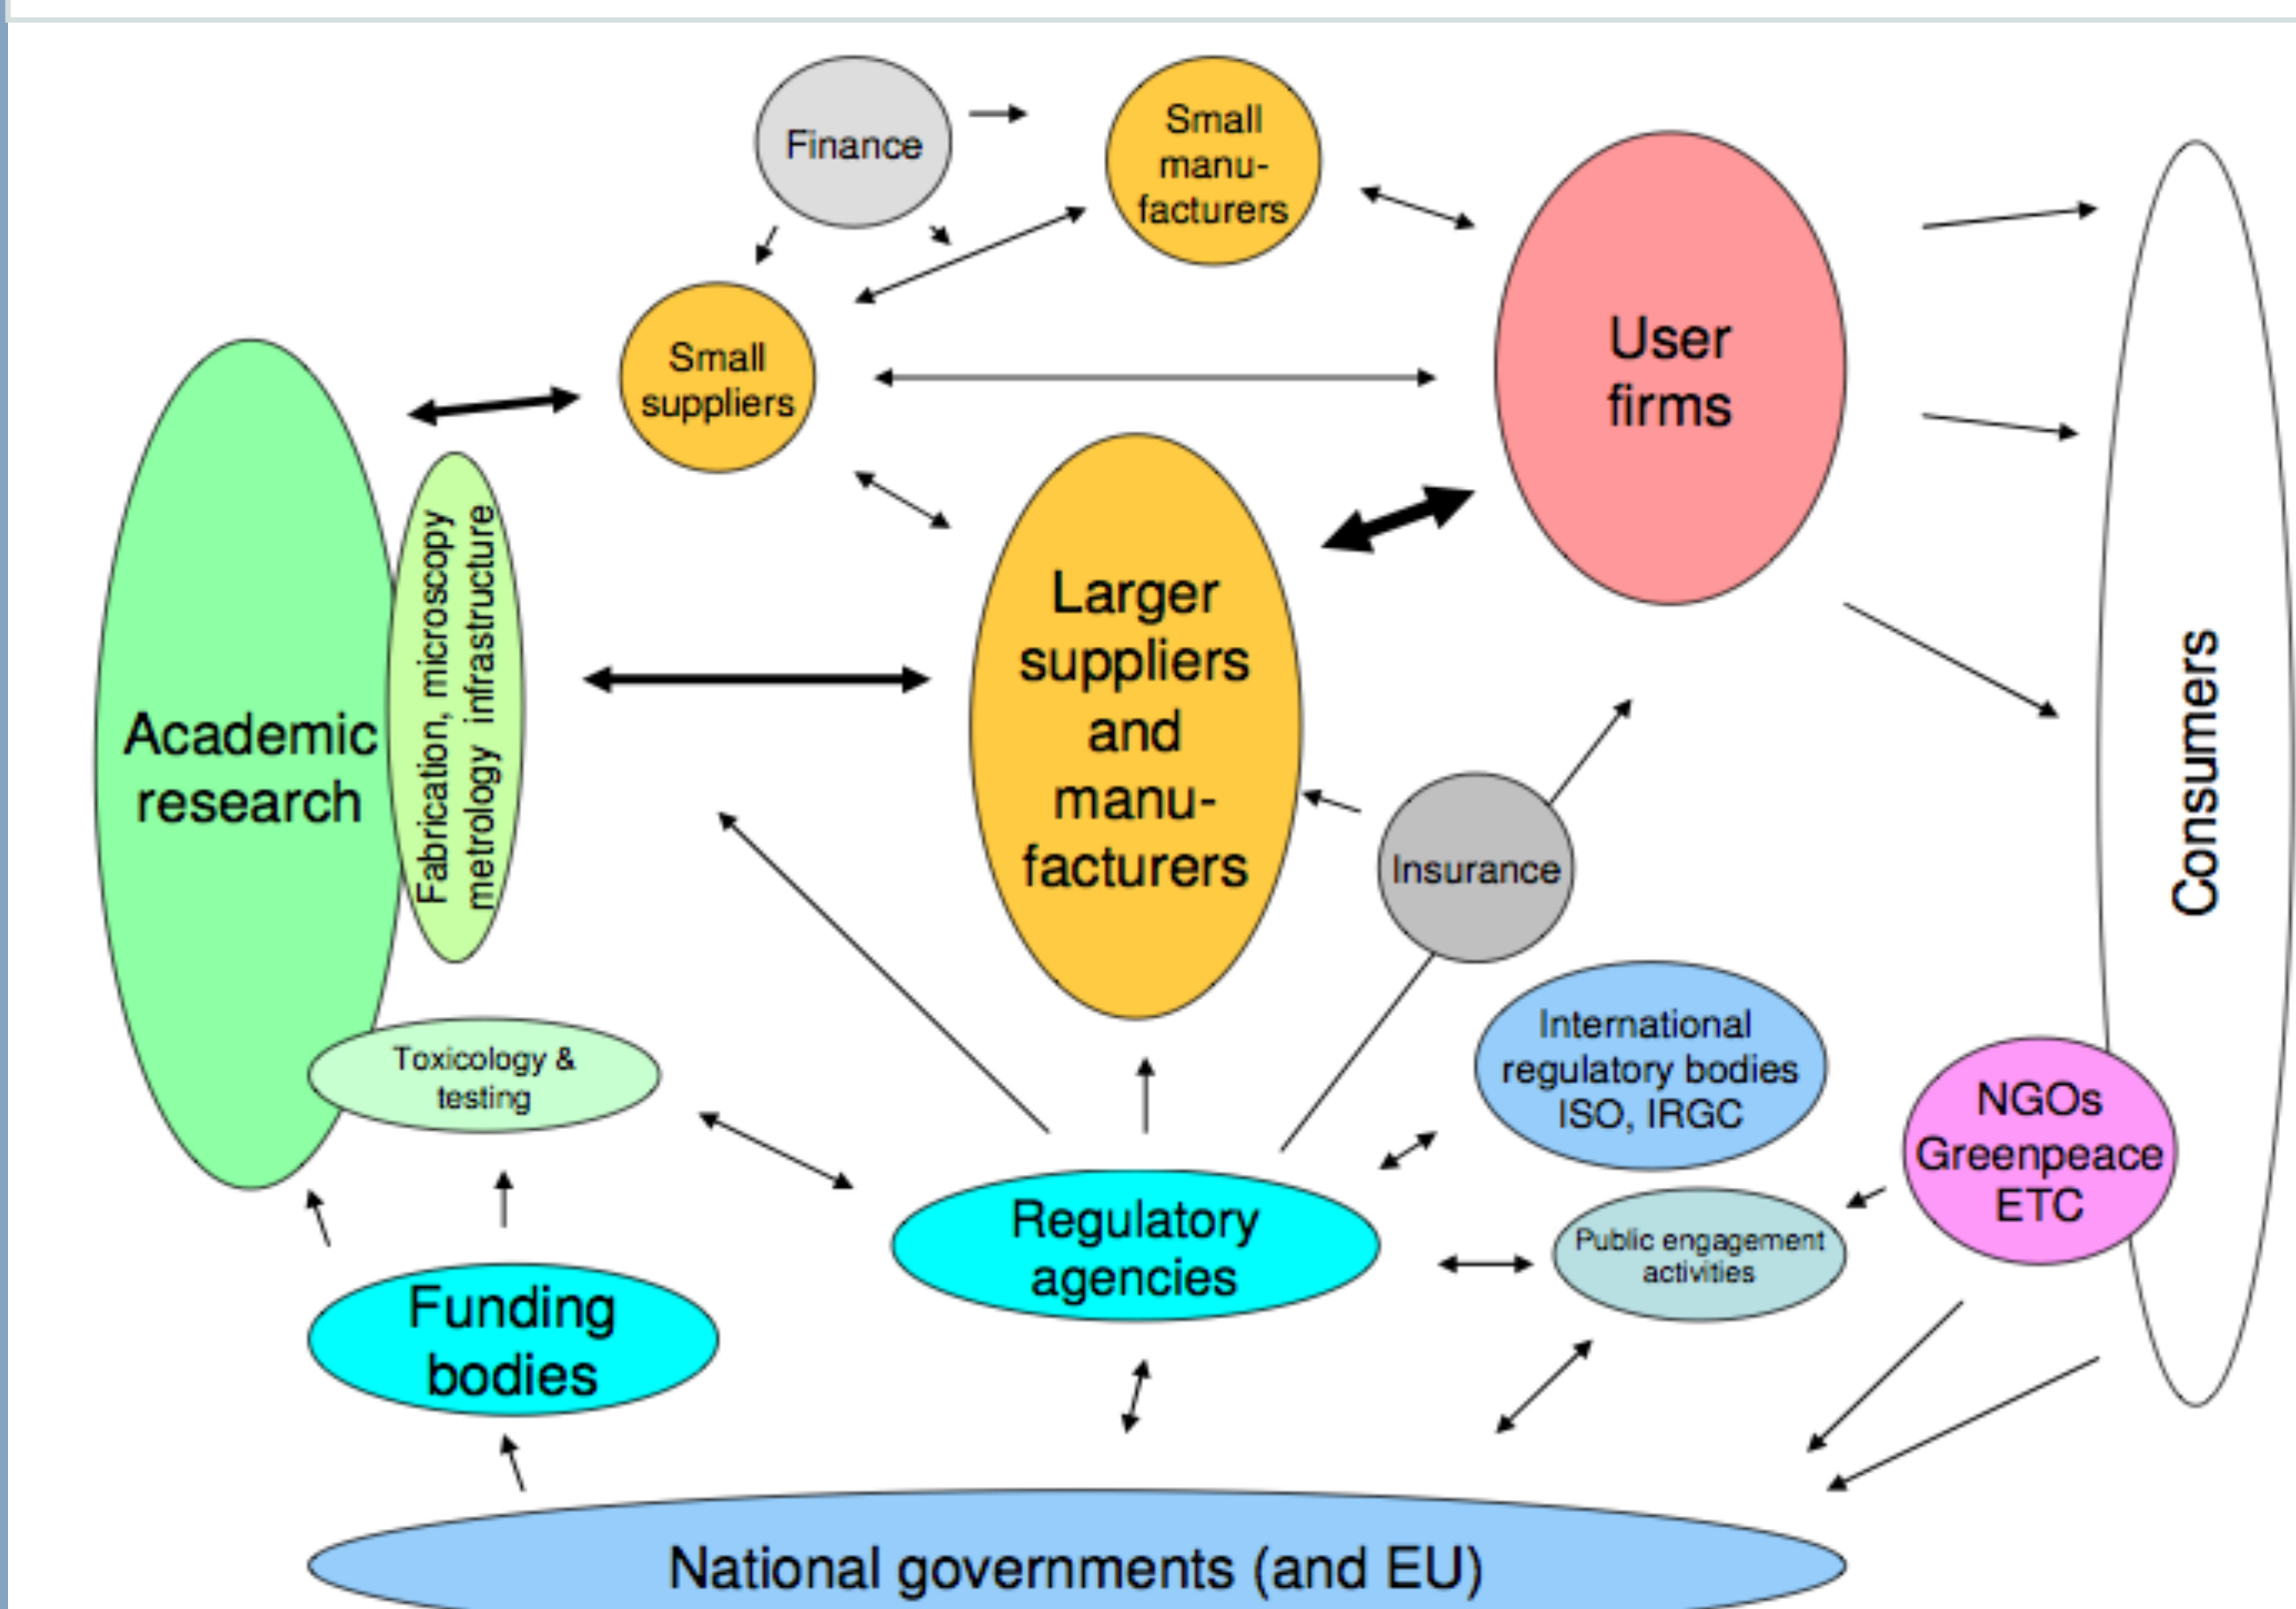 Finance
Small
manu-
facturers
User
firms
Small
suppliers
Larger
suppliers
and
manu-
facturers
Academic
research
Fabrication, microscopy
metrology infrastructure
Insurance
Consumers
International
regulatory bodies
ISO, IRGC
Toxicology &
testing
NGOs
Greenpeace
ETC
Regulatory
agencies
Public engagement
activities
Funding
bodies
National governments (and EU)